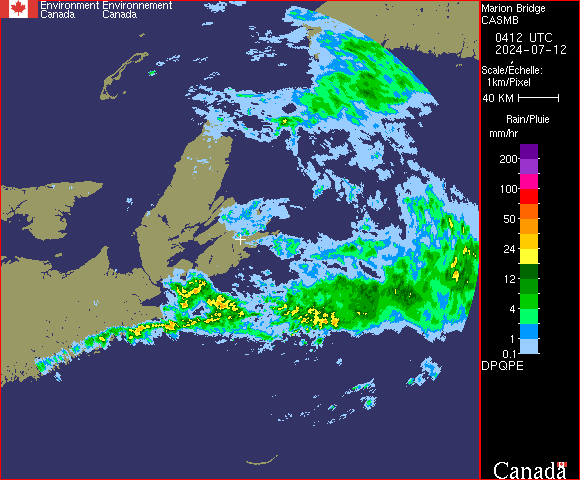 Environment Environnement
Canada Canada
Marion Bridge
CASMB
0412 UTC
2024-07-12
Scale/Echelle:
1km/Pixel
40 KM
Rain/Pluie
mm/hr
200
100
50
24
12
4
1
0.1
DPQPE
Canada